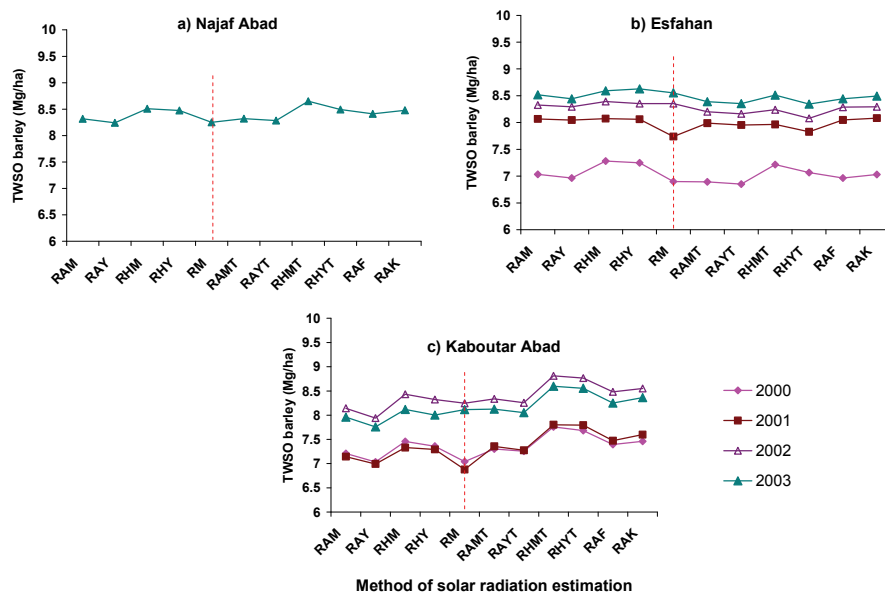 a) Najaf Abad
TWSO barley (Mg/ha)
10
9.5
9
8.5
8
7.5
7
6.5
6
RAM
RAY
RHM
RHY
RM
RAMT
RAYT
RHMT
RHYT
RAF
RAK
b) Esfahan
TWSO barley (Mg/ha)
10
9.5
9
8.5
8
7.5
7
6.5
6
RAM
RAY
RHM
RHY
RM
RAMT
RAYT
RHMT
RHYT
RAF
RAK
c) Kaboutar Abad
TWSO barley (Mg/ha)
10
9.5
9
8.5
8
7.5
7
6.5
6
RAM
RAY
RHM
RHY
RM
RAMT
RAYT
RHMT
RHYT
RAF
RAK
2000
2001
2002
2003
Method of solar radiation estimation